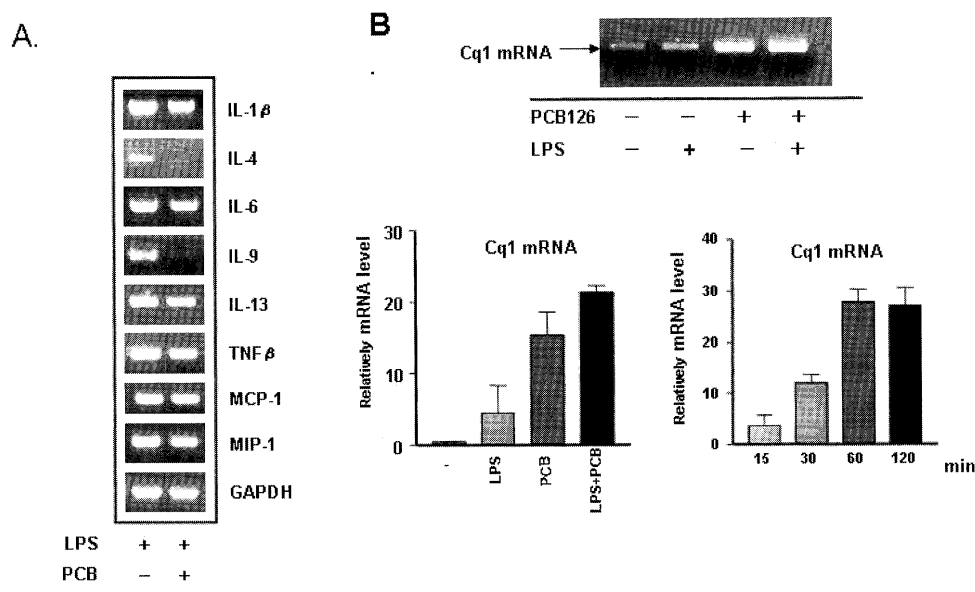 A.
IL-1β
IL-4
IL-6
IL-9
IL-13
TNFβ
MCP-1
MIP-1
GAPDH
LPS + +
PCB − +
B
Cq1 mRNA
PCB126 − − + +
LPS − + − +
Cq1 mRNA
Relatively mRNA level
30
20
10
0
- LPS PCB LPS+PCB
Cq1 mRNA
Relatively mRNA level
40
30
20
10
0
15 30 60 120 min